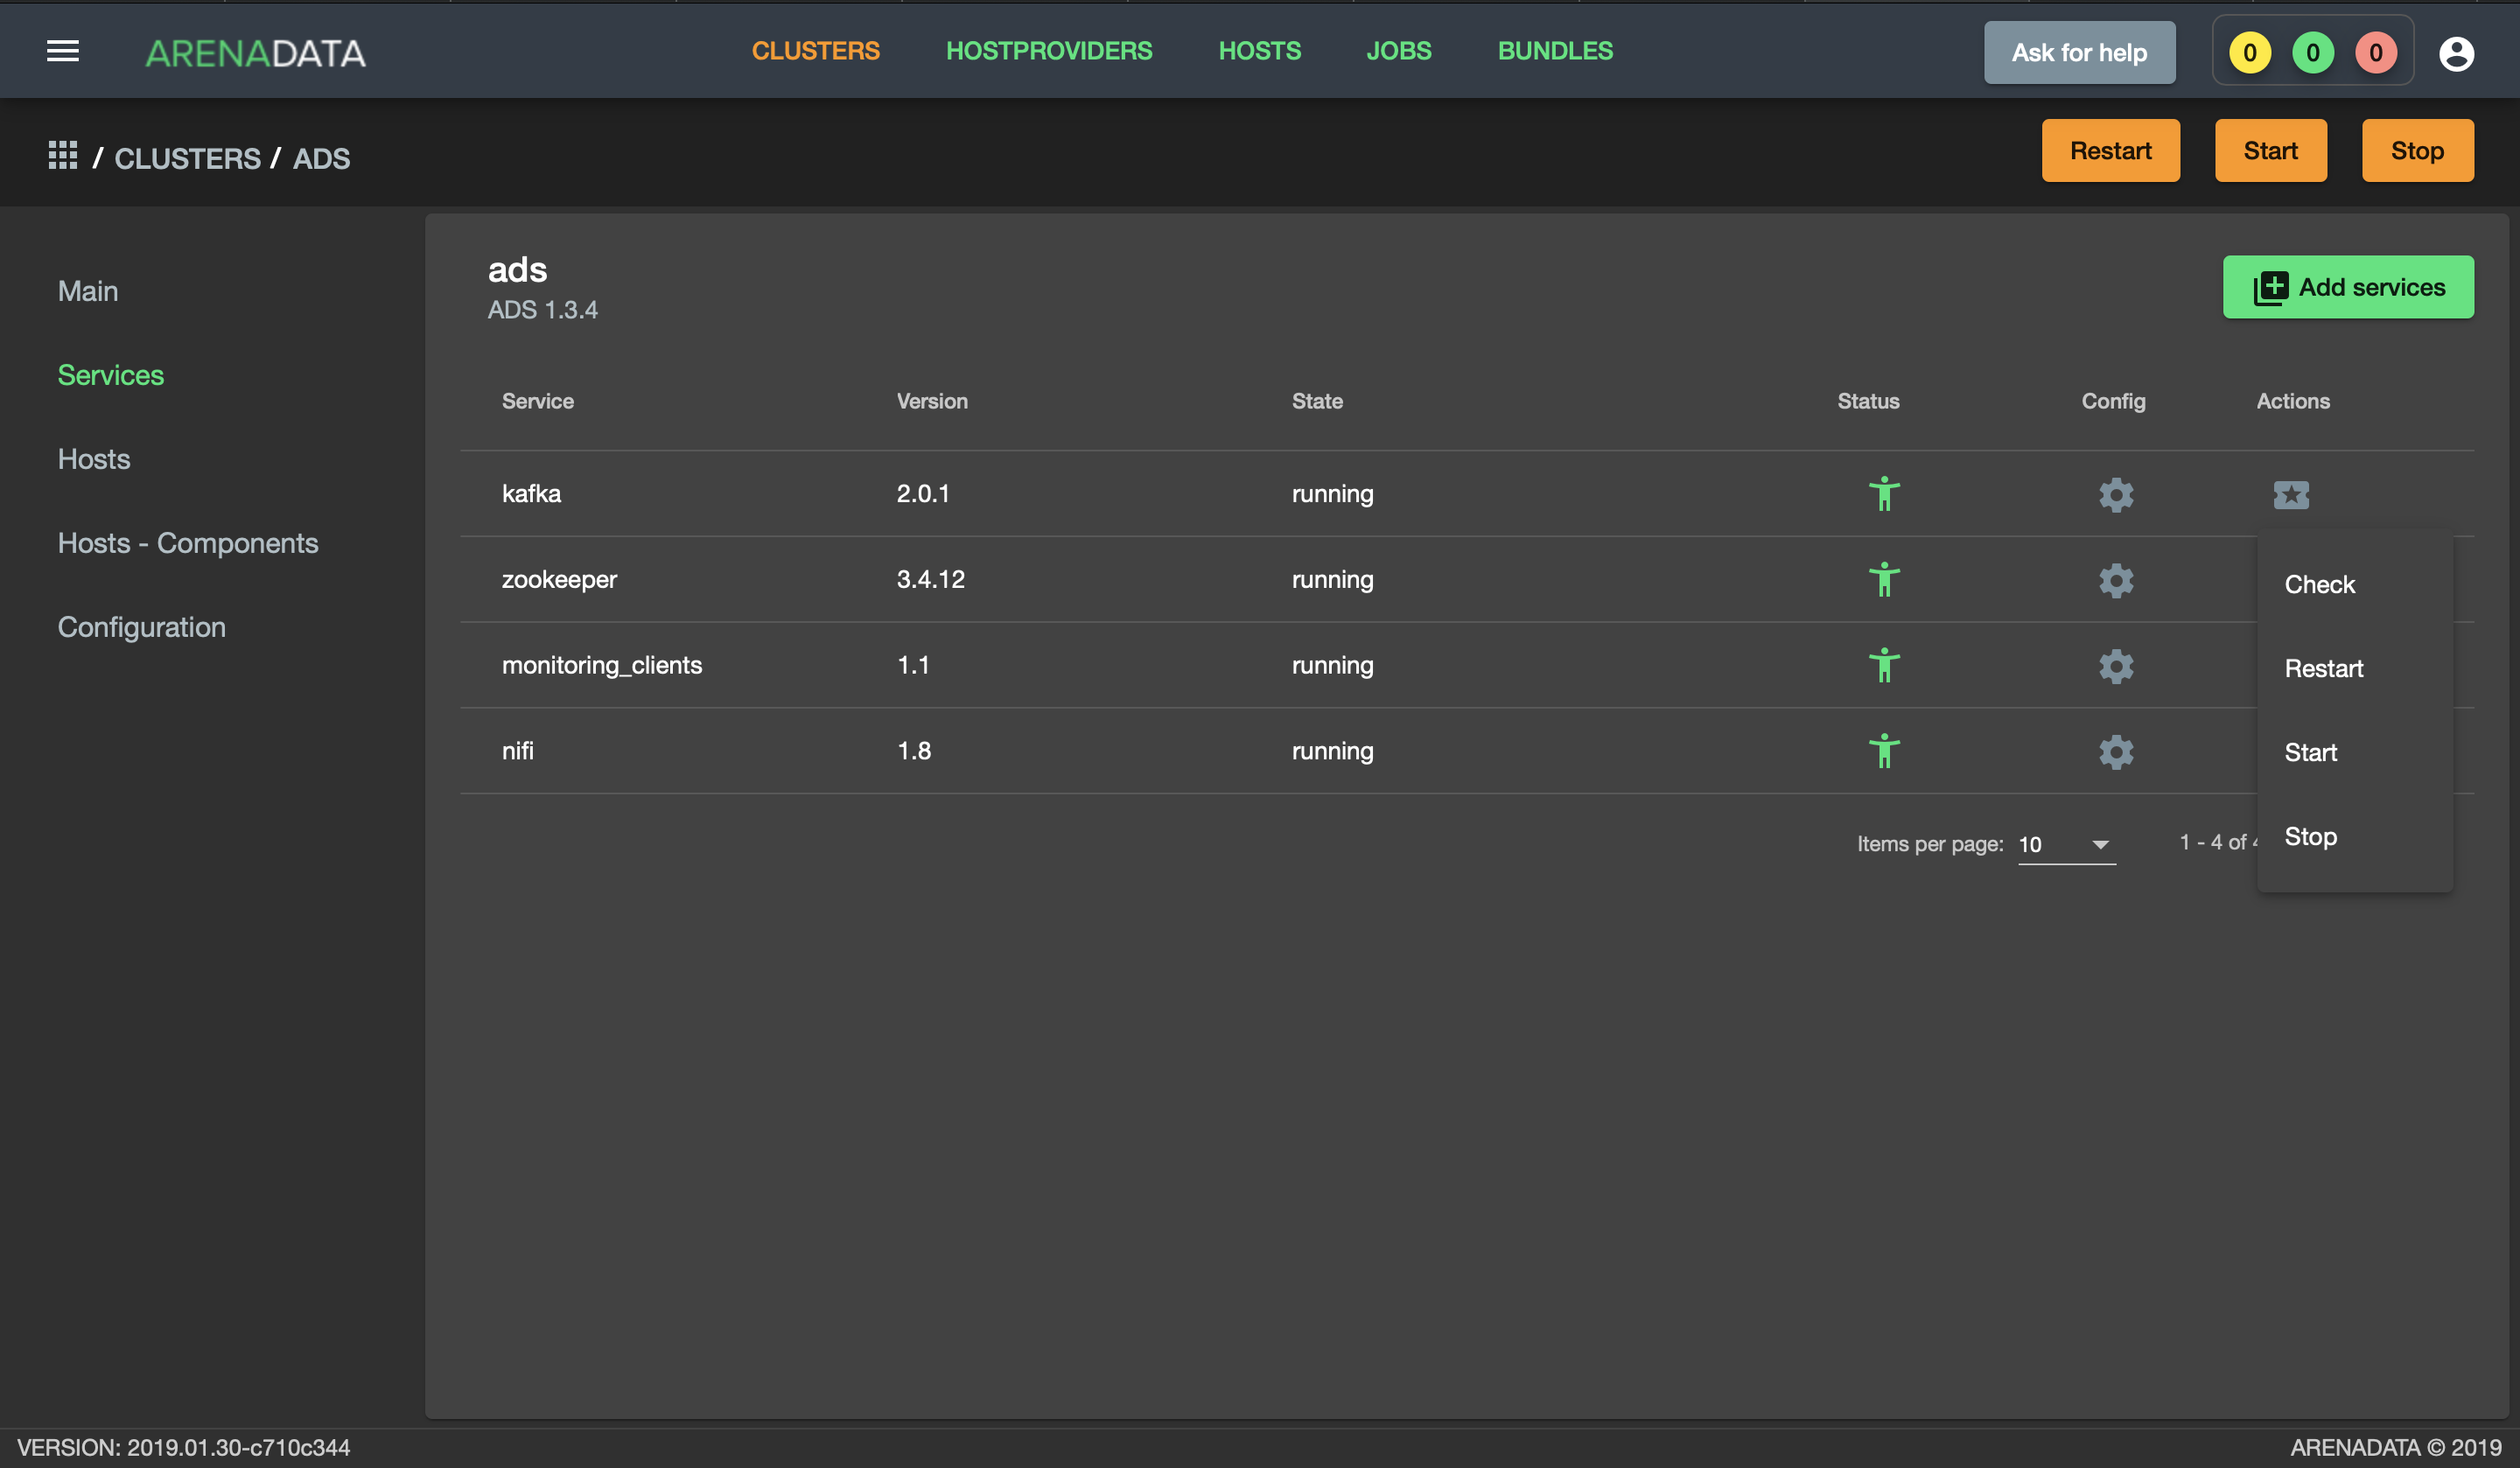 ARENADATA CLUSTERS HOSTPROVIDERS HOSTS JOBS BUNDLES Ask for help 0 0 0
/ CLUSTERS / ADS Restart Start Stop
Main
Services
Hosts
Hosts - Components
Configuration
ads
ADS 1.3.4
Add services
Service Version State Status Config Actions
kafka 2.0.1 running
zookeeper 3.4.12 running
monitoring_clients 1.1 running
nifi 1.8 running
Check
Restart
Start
Stop
Items per page: 10 1 - 4 of
VERSION: 2019.01.30-c710c344 ARENADATA © 2019